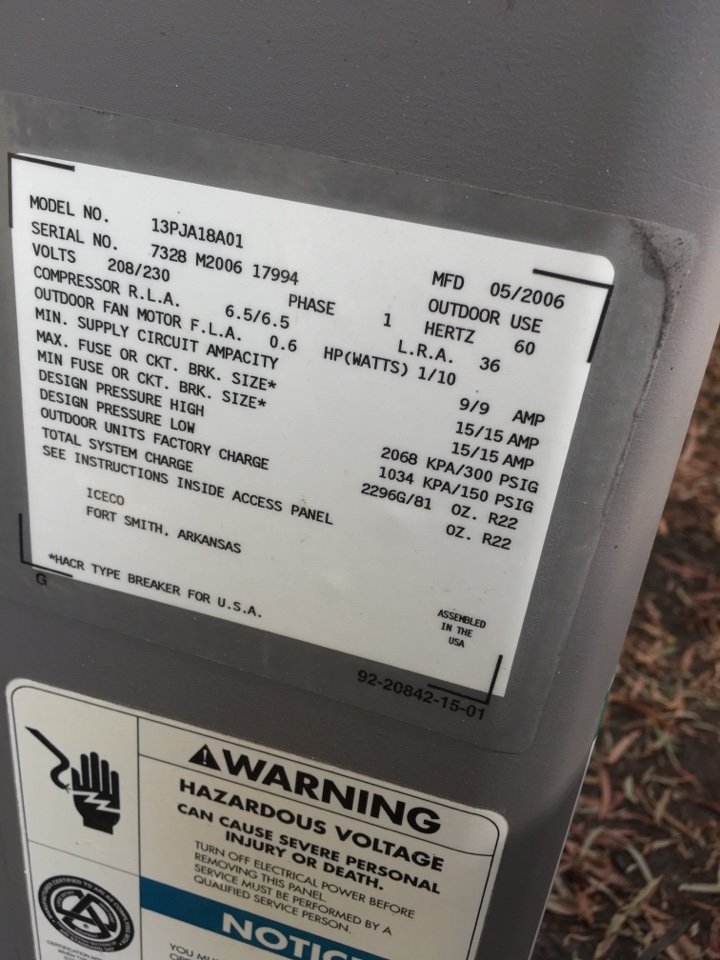 MODEL NO. 13PJA18A01
SERIAL NO. 7328 M2006 17994 MFD 05/2006
VOLTS 208/230 PHASE 1 OUTDOOR USE
COMPRESSOR R.L.A. 6.5/6.5 HERTZ 60
OUTDOOR FAN MOTOR F.L.A. 0.6 L.R.A. 36
HP(WATTS) 1/10
MIN. SUPPLY CIRCUIT AMPACITY 9/9 AMP
MAX. FUSE OR CKT. BRK. SIZE* 15/15 AMP
MIN FUSE OR CKT. BRK. SIZE* 15/15 AMP
DESIGN PRESSURE HIGH 2068 KPA/300 PSIG
DESIGN PRESSURE LOW 1034 KPA/150 PSIG
OUTDOOR UNITS FACTORY CHARGE 2296G/81 OZ. R22
TOTAL SYSTEM CHARGE OZ. R22
SEE INSTRUCTIONS INSIDE ACCESS PANEL
ICECO
FORT SMITH, ARKANSAS
*HACR TYPE BREAKER FOR U.S.A.
ASSEMBLED
IN THE
USA
G
92-20842-15-01
WARNING
HAZARDOUS VOLTAGE
CAN CAUSE SEVERE PERSONAL
INJURY OR DEATH.
TURN OFF ELECTRICAL POWER BEFORE
REMOVING THIS PANEL.
SERVICE MUST BE PERFORMED BY A
QUALIFIED SERVICE PERSON.
NOTICE
YOU MU